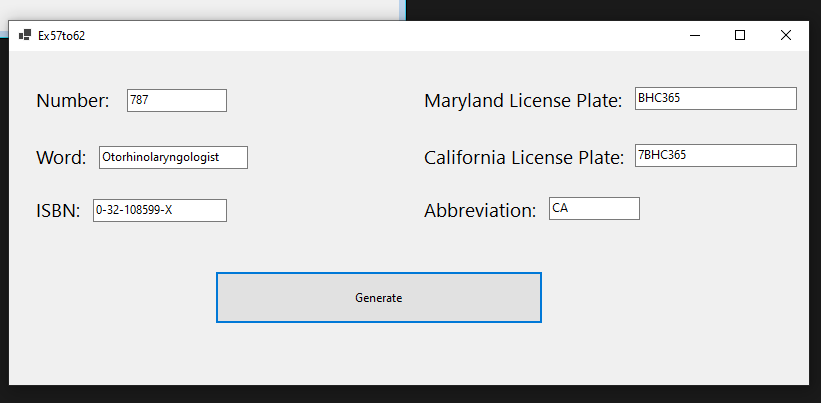 Ex57to62
Number: 787
Maryland License Plate: BHC365
Word: Otorhinolaryngologist
California License Plate: 7BHC365
ISBN: 0-32-108599-X
Abbreviation: CA
Generate